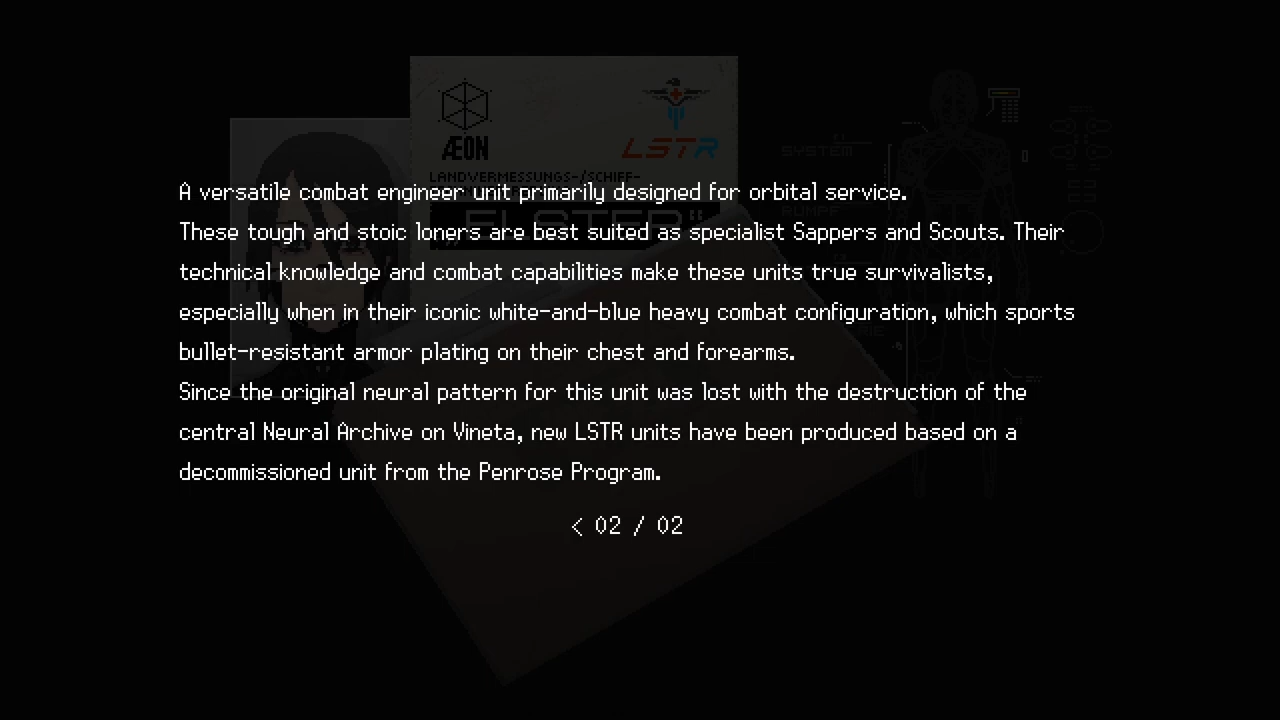 ÆON
LSTR
LANDVERMESSUNGS-/SCHIFF-
ELSTER
SYSTEM
A versatile combat engineer unit primarily designed for orbital service.
These tough and stoic loners are best suited as specialist Sappers and Scouts. Their
technical knowledge and combat capabilities make these units true survivalists,
especially when in their iconic white-and-blue heavy combat configuration, which sports
bullet-resistant armor plating on their chest and forearms.
Since the original neural pattern for this unit was lost with the destruction of the
central Neural Archive on Vineta, new LSTR units have been produced based on a
decommissioned unit from the Penrose Program.
< 02 / 02